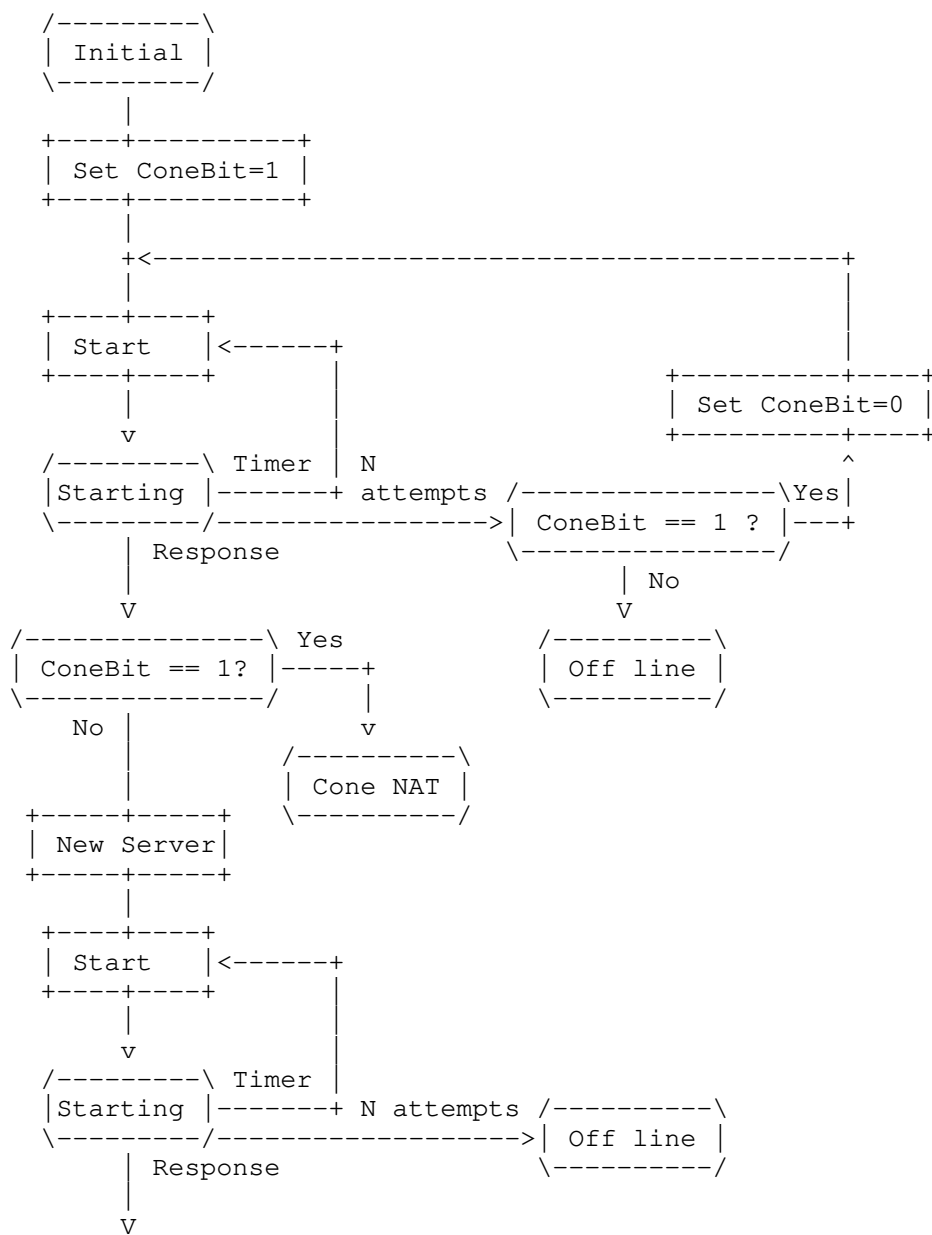 Initial
Set ConeBit=1
Start
Set ConeBit=0
Timer N
Starting attempts Yes
ConeBit == 1 ?
Response
No
Yes
ConeBit == 1? Off line
No
Cone NAT
New Server
Start
Timer
Starting N attempts
Off line
Response